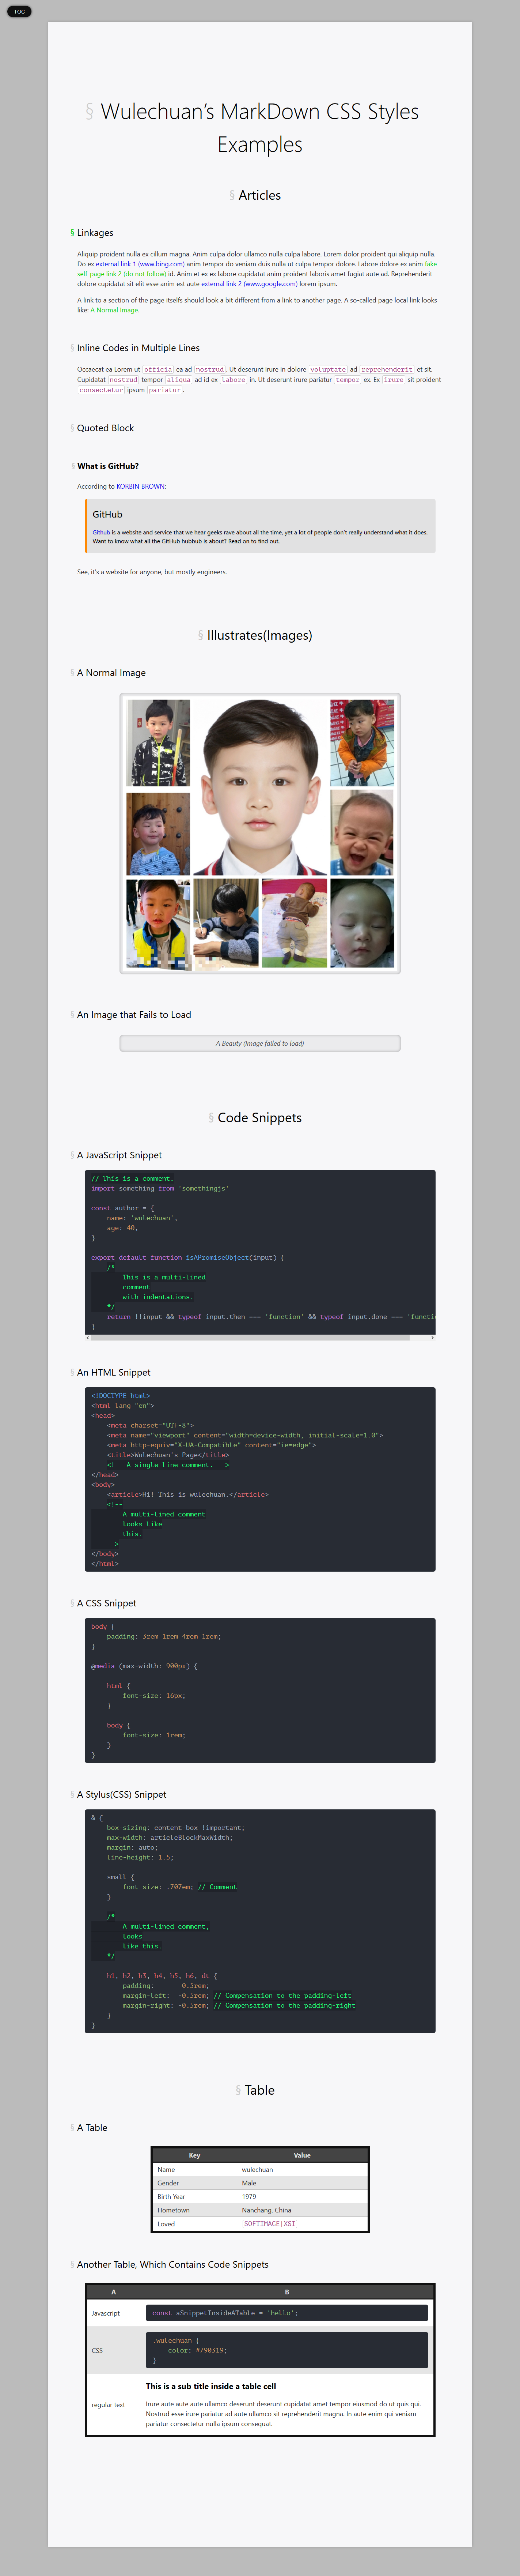 TOC
§ Wulechuan’s MarkDown CSS Styles
Examples
§ Articles
§ Linkages
Aliquip proident nulla ex cillum magna. Anim culpa dolor ullamco nulla culpa labore. Lorem dolor proident qui aliquip nulla.
Do ex external link 1 (www.bing.com) anim tempor do veniam duis nulla ut culpa tempor dolore. Labore dolore ex anim fake
self-page link 2 (do not follow) id. Anim et ex ex labore cupidatat anim proident laboris amet fugiat aute ad. Reprehenderit
dolore cupidatat sit elit esse anim est aute external link 2 (www.google.com) lorem ipsum.
A link to a section of the page itselfs should look a bit different from a link to another page. A so-called page local link looks
like: A Normal Image.
§ Inline Codes in Multiple Lines
Occaecat ea Lorem ut officia ea ad nostrud. Ut deserunt irure in dolore voluptate ad reprehenderit et sit.
Cupidatat nostrud tempor aliqua ad id ex labore in. Ut deserunt irure pariatur tempor ex. Ex irure sit proident
consectetur ipsum pariatur.
§ Quoted Block
§ What is GitHub?
According to KORBIN BROWN:
GitHub
Github is a website and service that we hear geeks rave about all the time, yet a lot of people don’t really understand what it does.
Want to know what all the GitHub hubbub is about? Read on to find out.
See, it's a website for anyone, but mostly engineers.
§ Illustrates(Images)
§ A Normal Image
§ An Image that Fails to Load
A Beauty (Image failed to load)
§ Code Snippets
§ A JavaScript Snippet
// This is a comment.
import something from 'somethingjs'
const author = {
name: 'wulechuan',
age: 40,
}
export default function isAPromiseObject(input) {
/*
This is a multi-lined
comment
with indentations.
*/
return !!input && typeof input.then === 'function' && typeof input.done === 'functi
}
§ An HTML Snippet
<!DOCTYPE html>
<html lang="en">
<head>
<meta charset="UTF-8">
<meta name="viewport" content="width=device-width, initial-scale=1.0">
<meta http-equiv="X-UA-Compatible" content="ie=edge">
<title>Wulechuan's Page</title>
<!-- A single line comment. -->
</head>
<body>
<article>Hi! This is wulechuan.</article>
<!--
A multi-lined comment
looks like
this.
-->
</body>
</html>
§ A CSS Snippet
body {
padding: 3rem 1rem 4rem 1rem;
}
@media (max-width: 900px) {
html {
font-size: 16px;
}
body {
font-size: 1rem;
}
}
§ A Stylus(CSS) Snippet
& {
box-sizing: content-box !important;
max-width: articleBlockMaxWidth;
margin: auto;
line-height: 1.5;
small {
font-size: .707em; // Comment
}
/*
A multi-lined comment,
looks
like this.
*/
h1, h2, h3, h4, h5, h6, dt {
padding: 0.5rem;
margin-left: -0.5rem; // Compensation to the padding-left
margin-right: -0.5rem; // Compensation to the padding-right
}
}
§ Table
§ A Table
Key Value
Name wulechuan
Gender Male
Birth Year 1979
Hometown Nanchang, China
Loved SOFTIMAGE|XSI
§ Another Table, Which Contains Code Snippets
A B
Javascript const aSnippetInsideATable = 'hello';
CSS
.wulechuan {
color: #790319;
}
regular text
This is a sub title inside a table cell
Irure aute aute aute ullamco deserunt deserunt cupidatat amet tempor eiusmod do ut quis qui.
Nostrud esse irure pariatur ad aute ullamco sit reprehenderit magna. In aute enim qui veniam
pariatur consectetur nulla ipsum consequat.